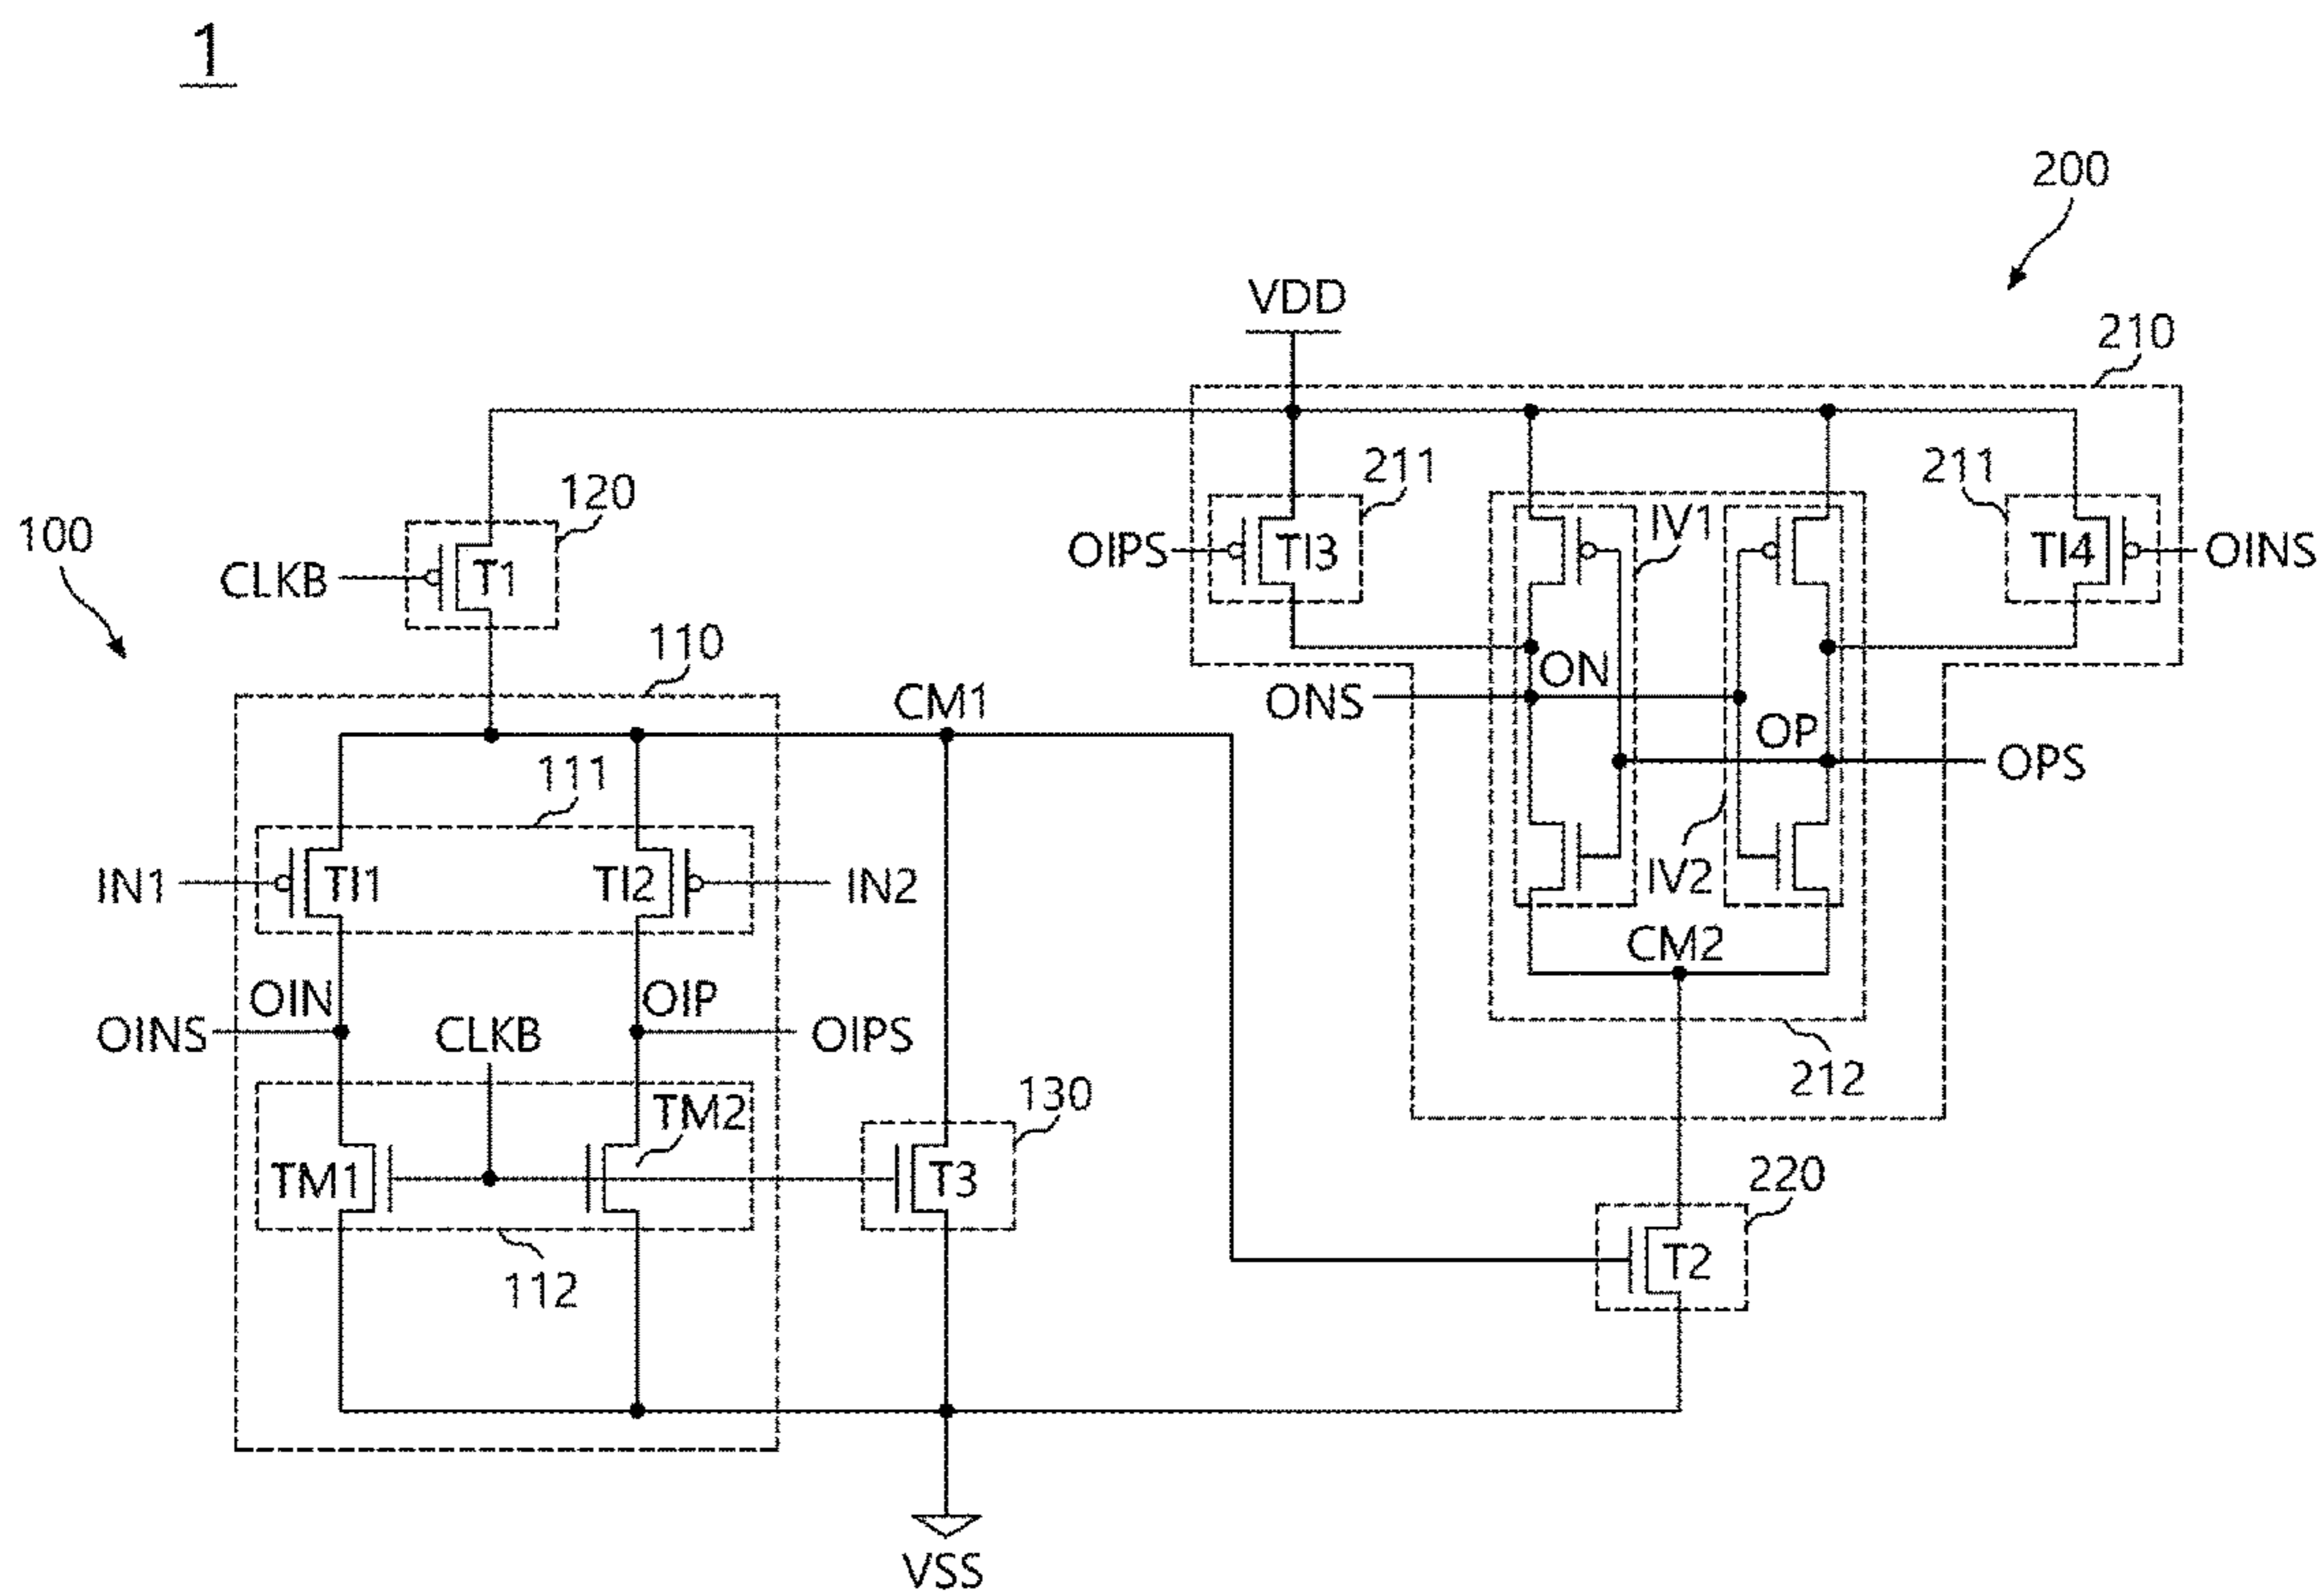 1
200
VDD
210
211
211
120
IV1
100
OIPS
TI3
TI4
OINS
CLKB
T1
110
ON
CM1
ONS
OP
111
OPS
IN1
TI1
TI2
IN2
IV2
CM2
OIN
OIP
OINS
CLKB
OIPS
212
130
TM2
TM1
T3
220
T2
112
VSS